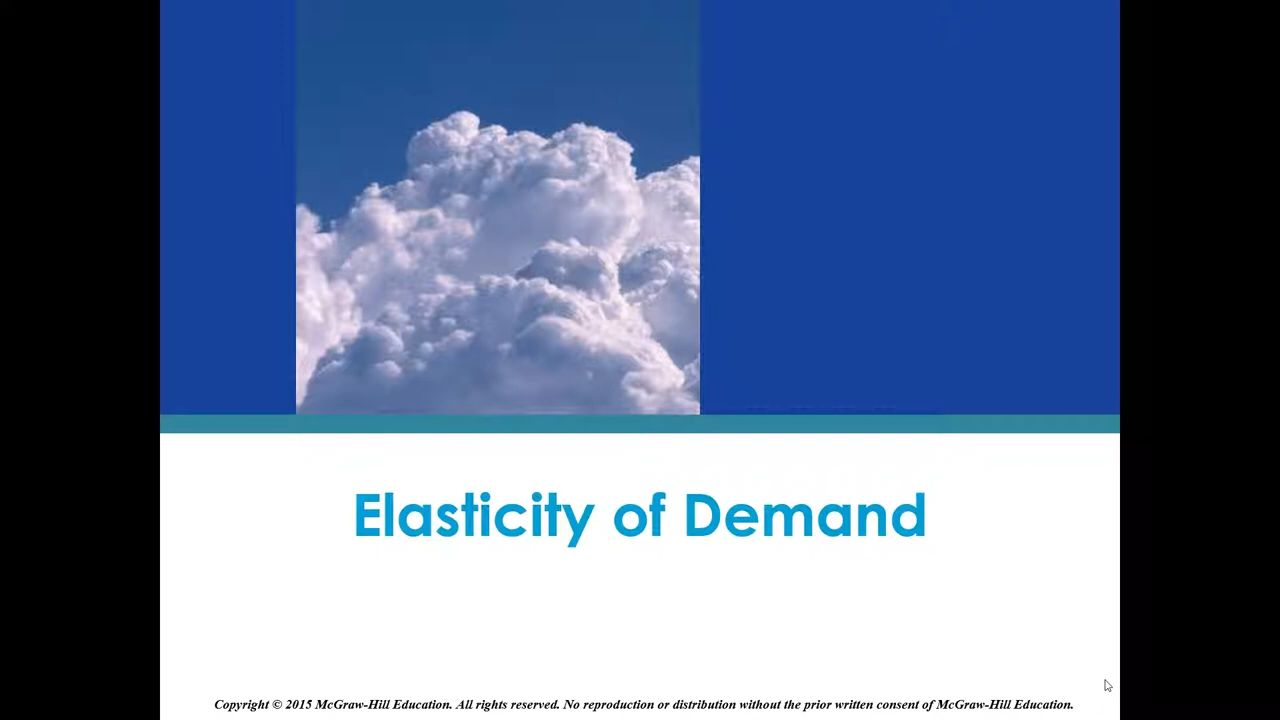 Elasticity of Demand
Copyright © 2015 McGraw-Hill Education. All rights reserved. No reproduction or distribution without the prior written consent of McGraw-Hill Education.